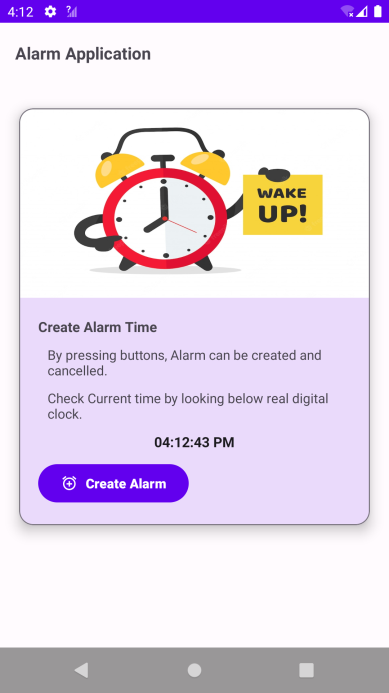 4:12
Alarm Application
WAKE
UP!
Create Alarm Time
By pressing buttons, Alarm can be created and
cancelled.
Check Current time by looking below real digital
clock.
04:12:43 PM
Create Alarm